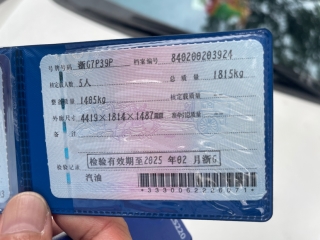 号牌号码 浙G7P39P 档案编号 840200203924
核定载人数 5人 总质量 1815kg
整备质量 1405kg 核定载质量 --
外廓尺寸 4419×1814×1487mm 准牵引总质量 --
备注
检验记录 检验有效期至2025年02月浙G
汽油